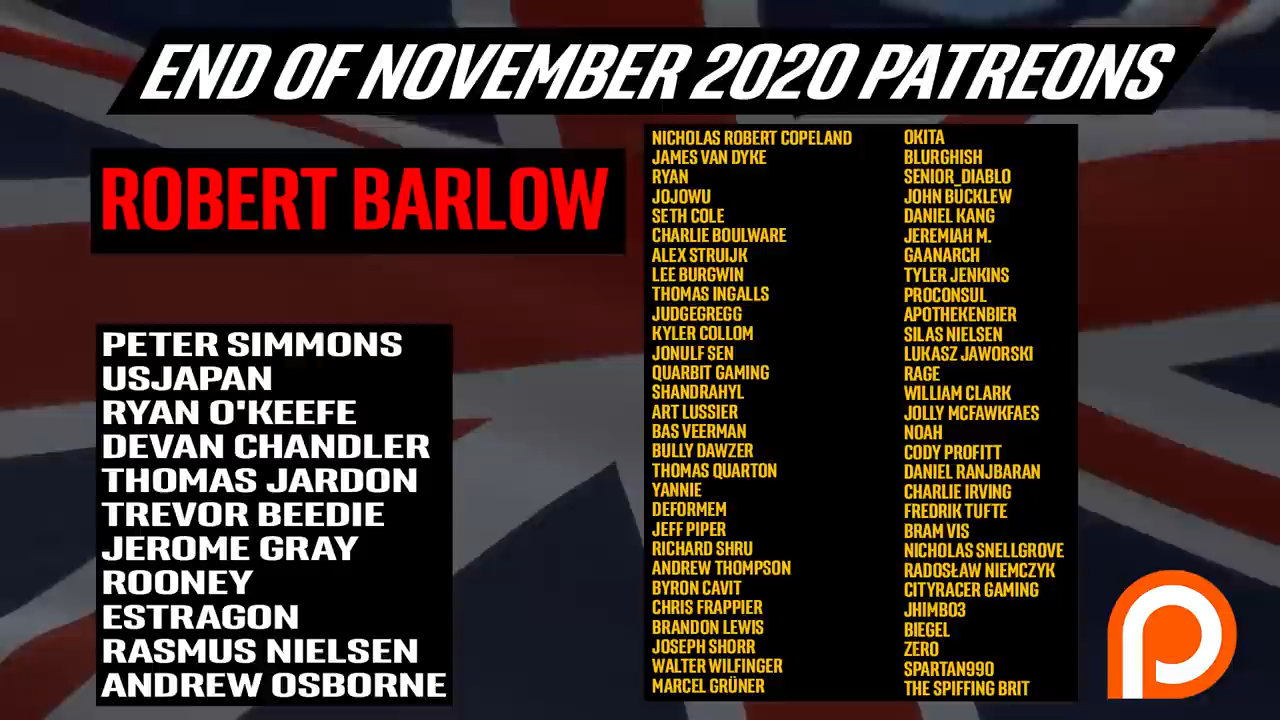 END OF NOVEMBER 2020 PATREONS
ROBERT BARLOW
PETER SIMMONS
USJAPAN
RYAN O'KEEFE
DEVAN CHANDLER
THOMAS JARDON
TREVOR BEEDIE
JEROME GRAY
ROONEY
ESTRAGON
RASMUS NIELSEN
ANDREW OSBORNE
NICHOLAS ROBERT COPELAND
JAMES VAN DYKE
RYAN
JOJOWU
SETH COLE
CHARLIE BOULWARE
ALEX STRUIJK
LEE BURGWIN
THOMAS INGALLS
JUDGEGREGG
KYLER COLLOM
JONULF SEN
QUARBIT GAMING
SHANDRAHYL
ART LUSSIER
BAS VEERMAN
BULLY DAWZER
THOMAS QUARTON
YANNIE
DEFORMEM
JEFF PIPER
RICHARD SHRU
ANDREW THOMPSON
BYRON CAVIT
CHRIS FRAPPIER
BRANDON LEWIS
JOSEPH SHORR
WALTER WILFINGER
MARCEL GRÜNER
OKITA
BLURGHISH
SENIOR_DIABLO
JOHN BUCKLEW
DANIEL KANG
JEREMIAH M.
GAANARCH
TYLER JENKINS
PROCONSUL
APOTHEKENBIER
SILAS NIELSEN
LUKASZ JAWORSKI
RAGE
WILLIAM CLARK
JOLLY MCFAWKFAES
NOAH
CODY PROFITT
DANIEL RANJBARAN
CHARLIE IRVING
FREDRIK TUFTE
BRAM VIS
NICHOLAS SNELLGROVE
RADOSŁAW NIEMCZYK
CITYRACER GAMING
JHIMBO3
BIEGEL
ZERO
SPARTAN990
THE SPIFFING BRIT